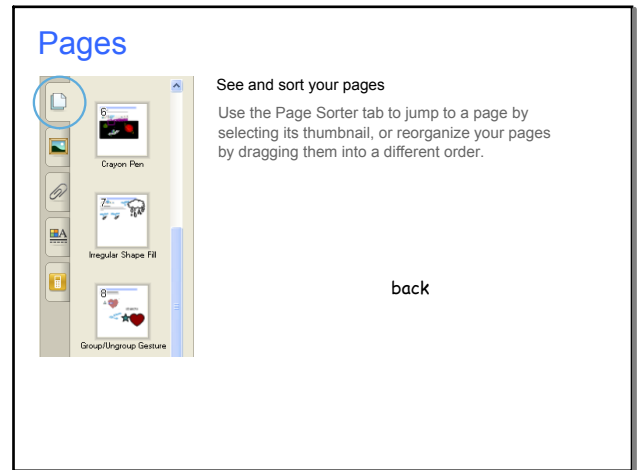 Pages
See and sort your pages
Use the Page Sorter tab to jump to a page by
selecting its thumbnail, or reorganize your pages
by dragging them into a different order.
6
Crayon Pen
7
Irregular Shape Fill
A
8
Group/Ungroup Gesture
back